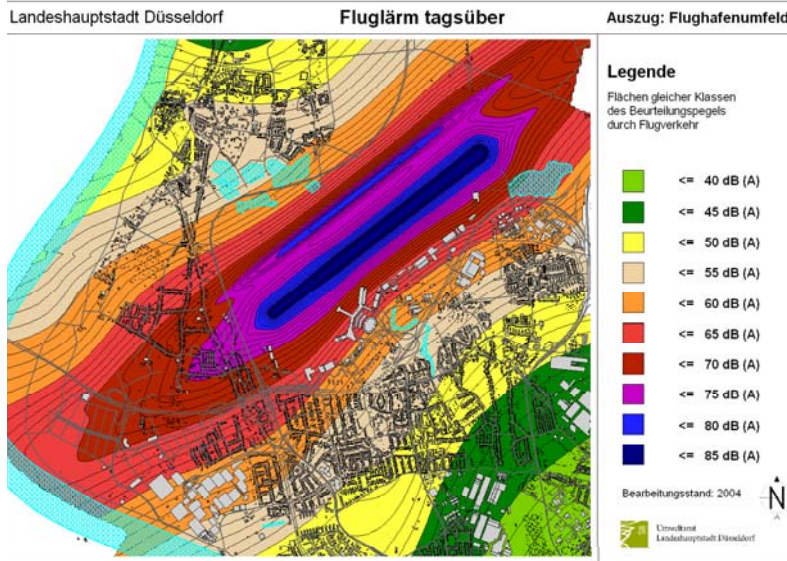 Landeshauptstadt Düsseldorf
Fluglärm tagsüber
Auszug: Flughafenumfeld
Legende
Flächen gleicher Klassen
des Beurteilungspegels
durch Flugverkehr
<= 40 dB (A)
<= 45 dB (A)
<= 50 dB (A)
<= 55 dB (A)
<= 60 dB (A)
<= 65 dB (A)
<= 70 dB (A)
<= 75 dB (A)
<= 80 dB (A)
<= 85 dB (A)
Bearbeitungsstand: 2004
N
Umweltamt
Landeshauptstadt Düsseldorf